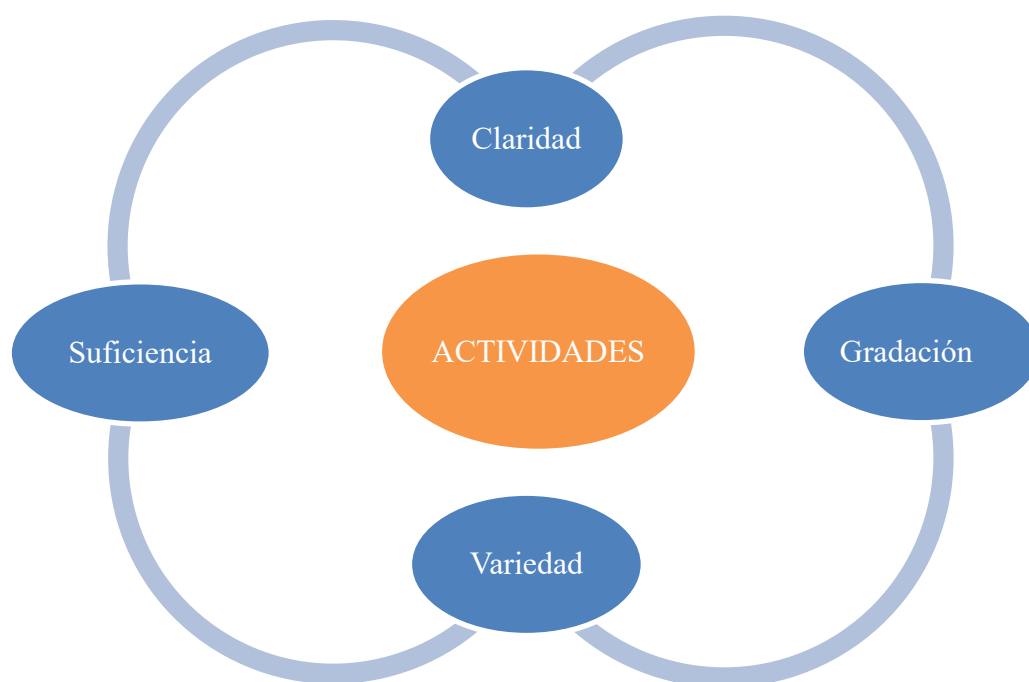 Claridad
Suficiencia
ACTIVIDADES
Gradación
Variedad